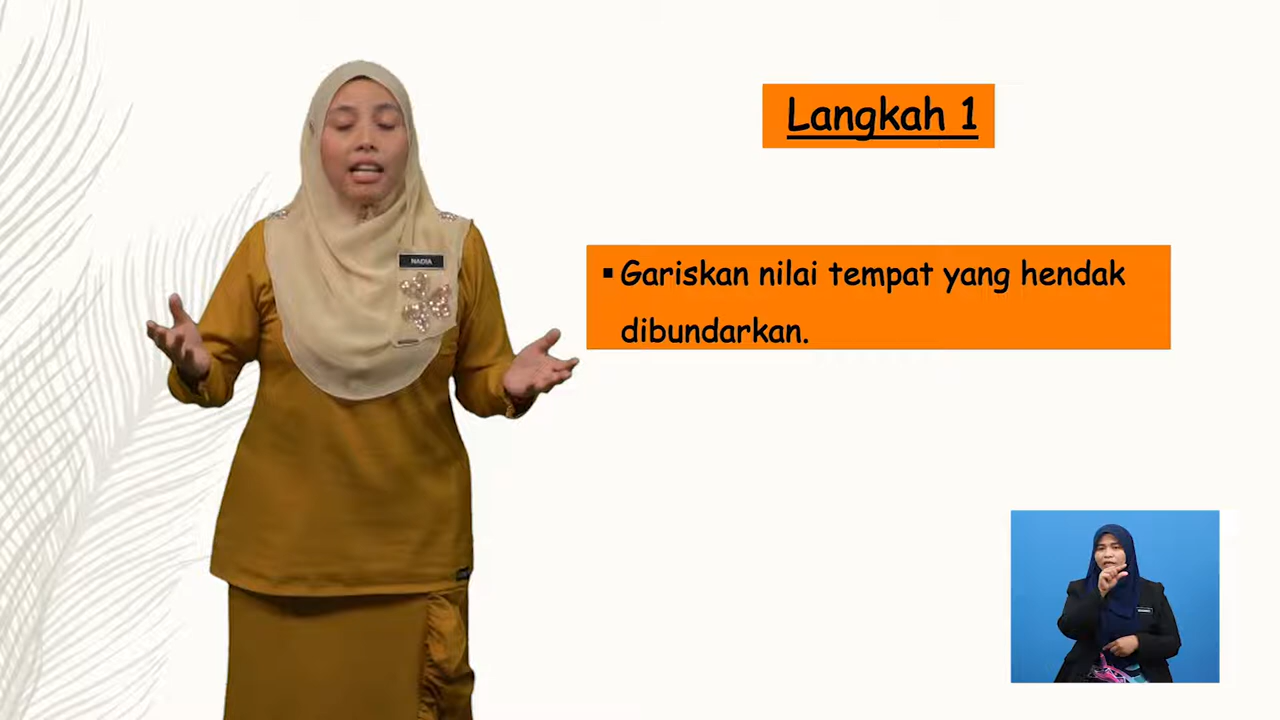 Langkah 1
NADIA
▪ Gariskan nilai tempat yang hendak
dibundarkan.